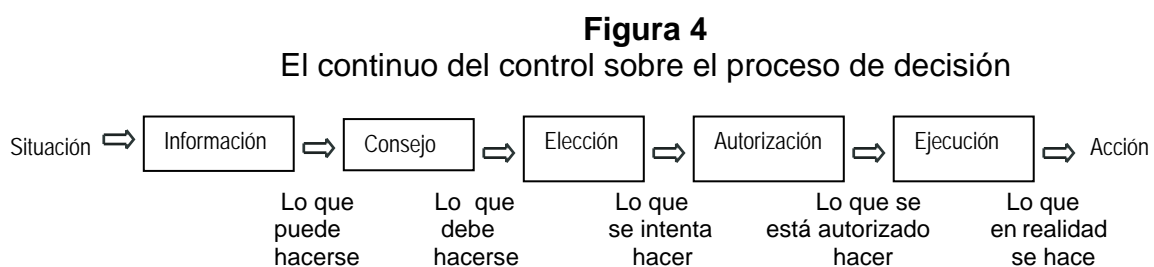 Figura 4
El continuo del control sobre el proceso de decisión
Situación Información Consejo Elección Autorización Ejecución Acción
Lo que Lo que Lo que Lo que se Lo que
puede debe se intenta está autorizado en realidad
hacerse hacerse hacer hacer se hace